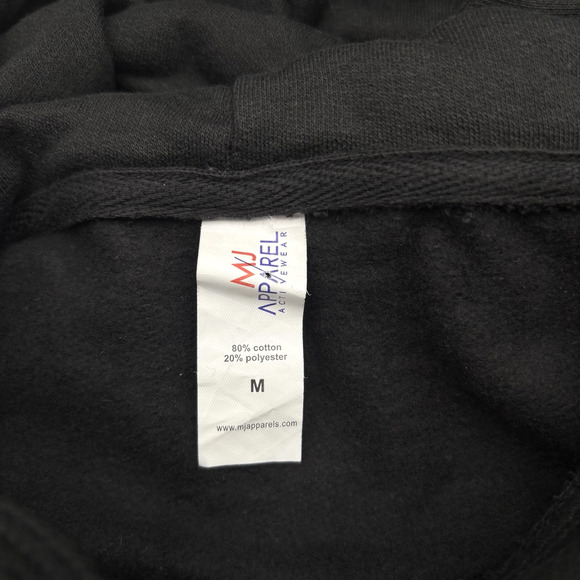 MJ
APPAREL
ACTIVEWEAR
80% cotton
20% polyester
M
www.mjapparels.com